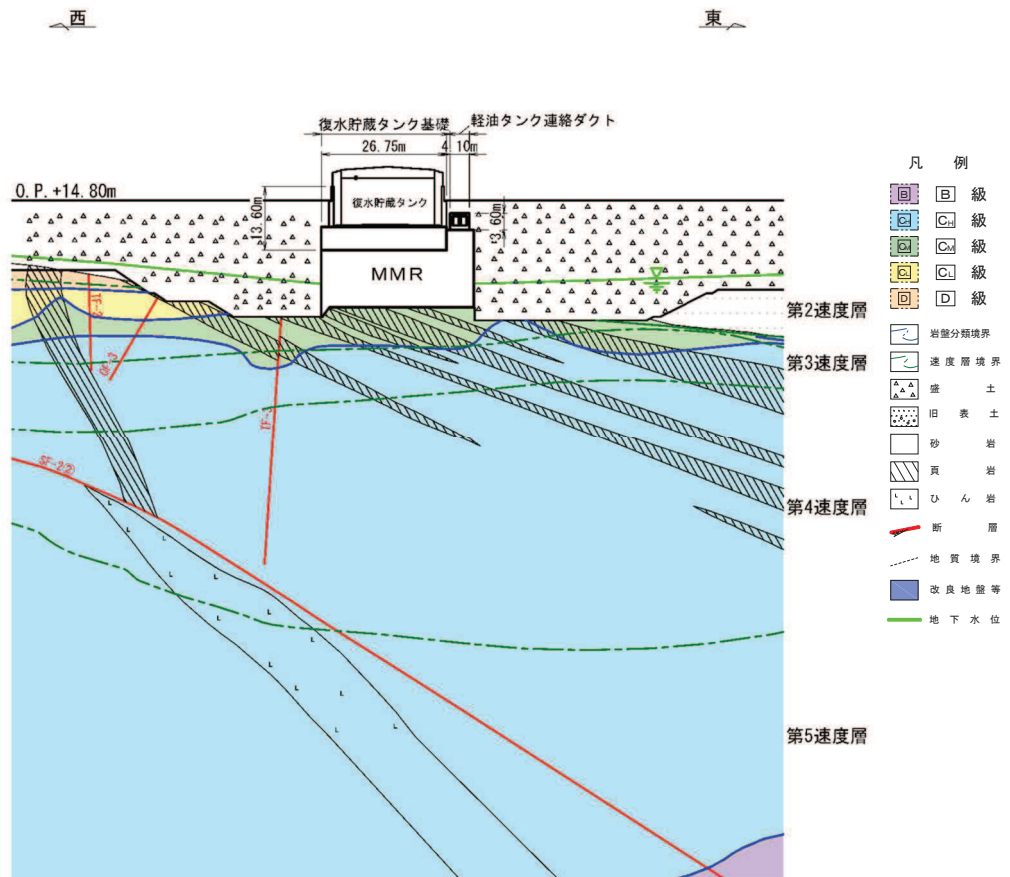 西
東
復水貯蔵タンク基礎
軽油タンク連絡ダクト
26.75m
4.10m
O.P.+14.80m
13.60m
復水貯蔵タンク
3.60m
MMR
TF-2
TF-3
SF-2②
第2速度層
第3速度層
第4速度層
第5速度層
凡 例
B B 級
CH CH 級
CM CM 級
CL CL 級
D D 級
岩盤分類境界
速度層境界
盛土
旧表土
砂岩
頁岩
ひん岩
断層
地質境界
改良地盤等
地下水位